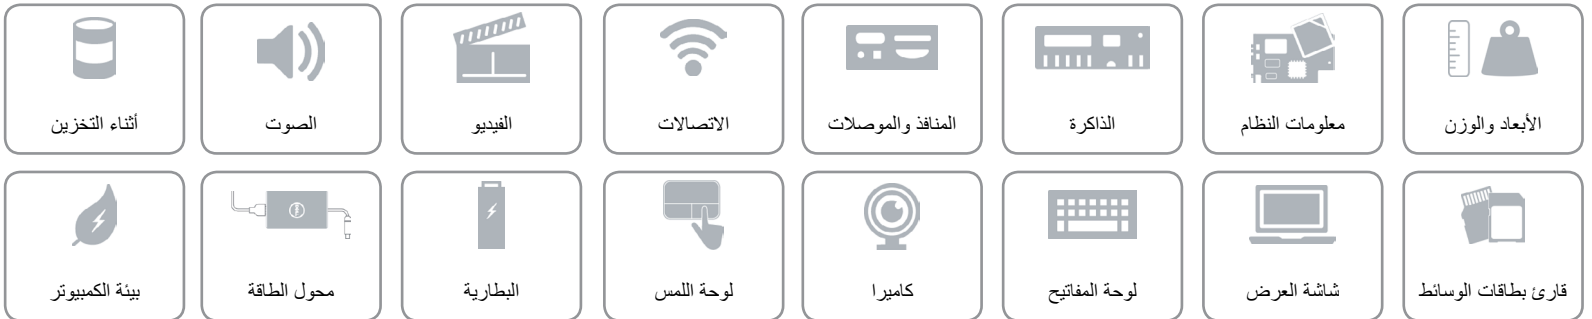 الأبعاد والوزن
معلومات النظام
الذاكرة
المنافذ والموصلات
الاتصالات
الفيديو
الصوت
أثناء التخزين
قارئ بطاقات الوسائط
شاشة العرض
لوحة المفاتيح
كاميرا
لوحة اللمس
البطارية
محول الطاقة
بيئة الكمبيوتر